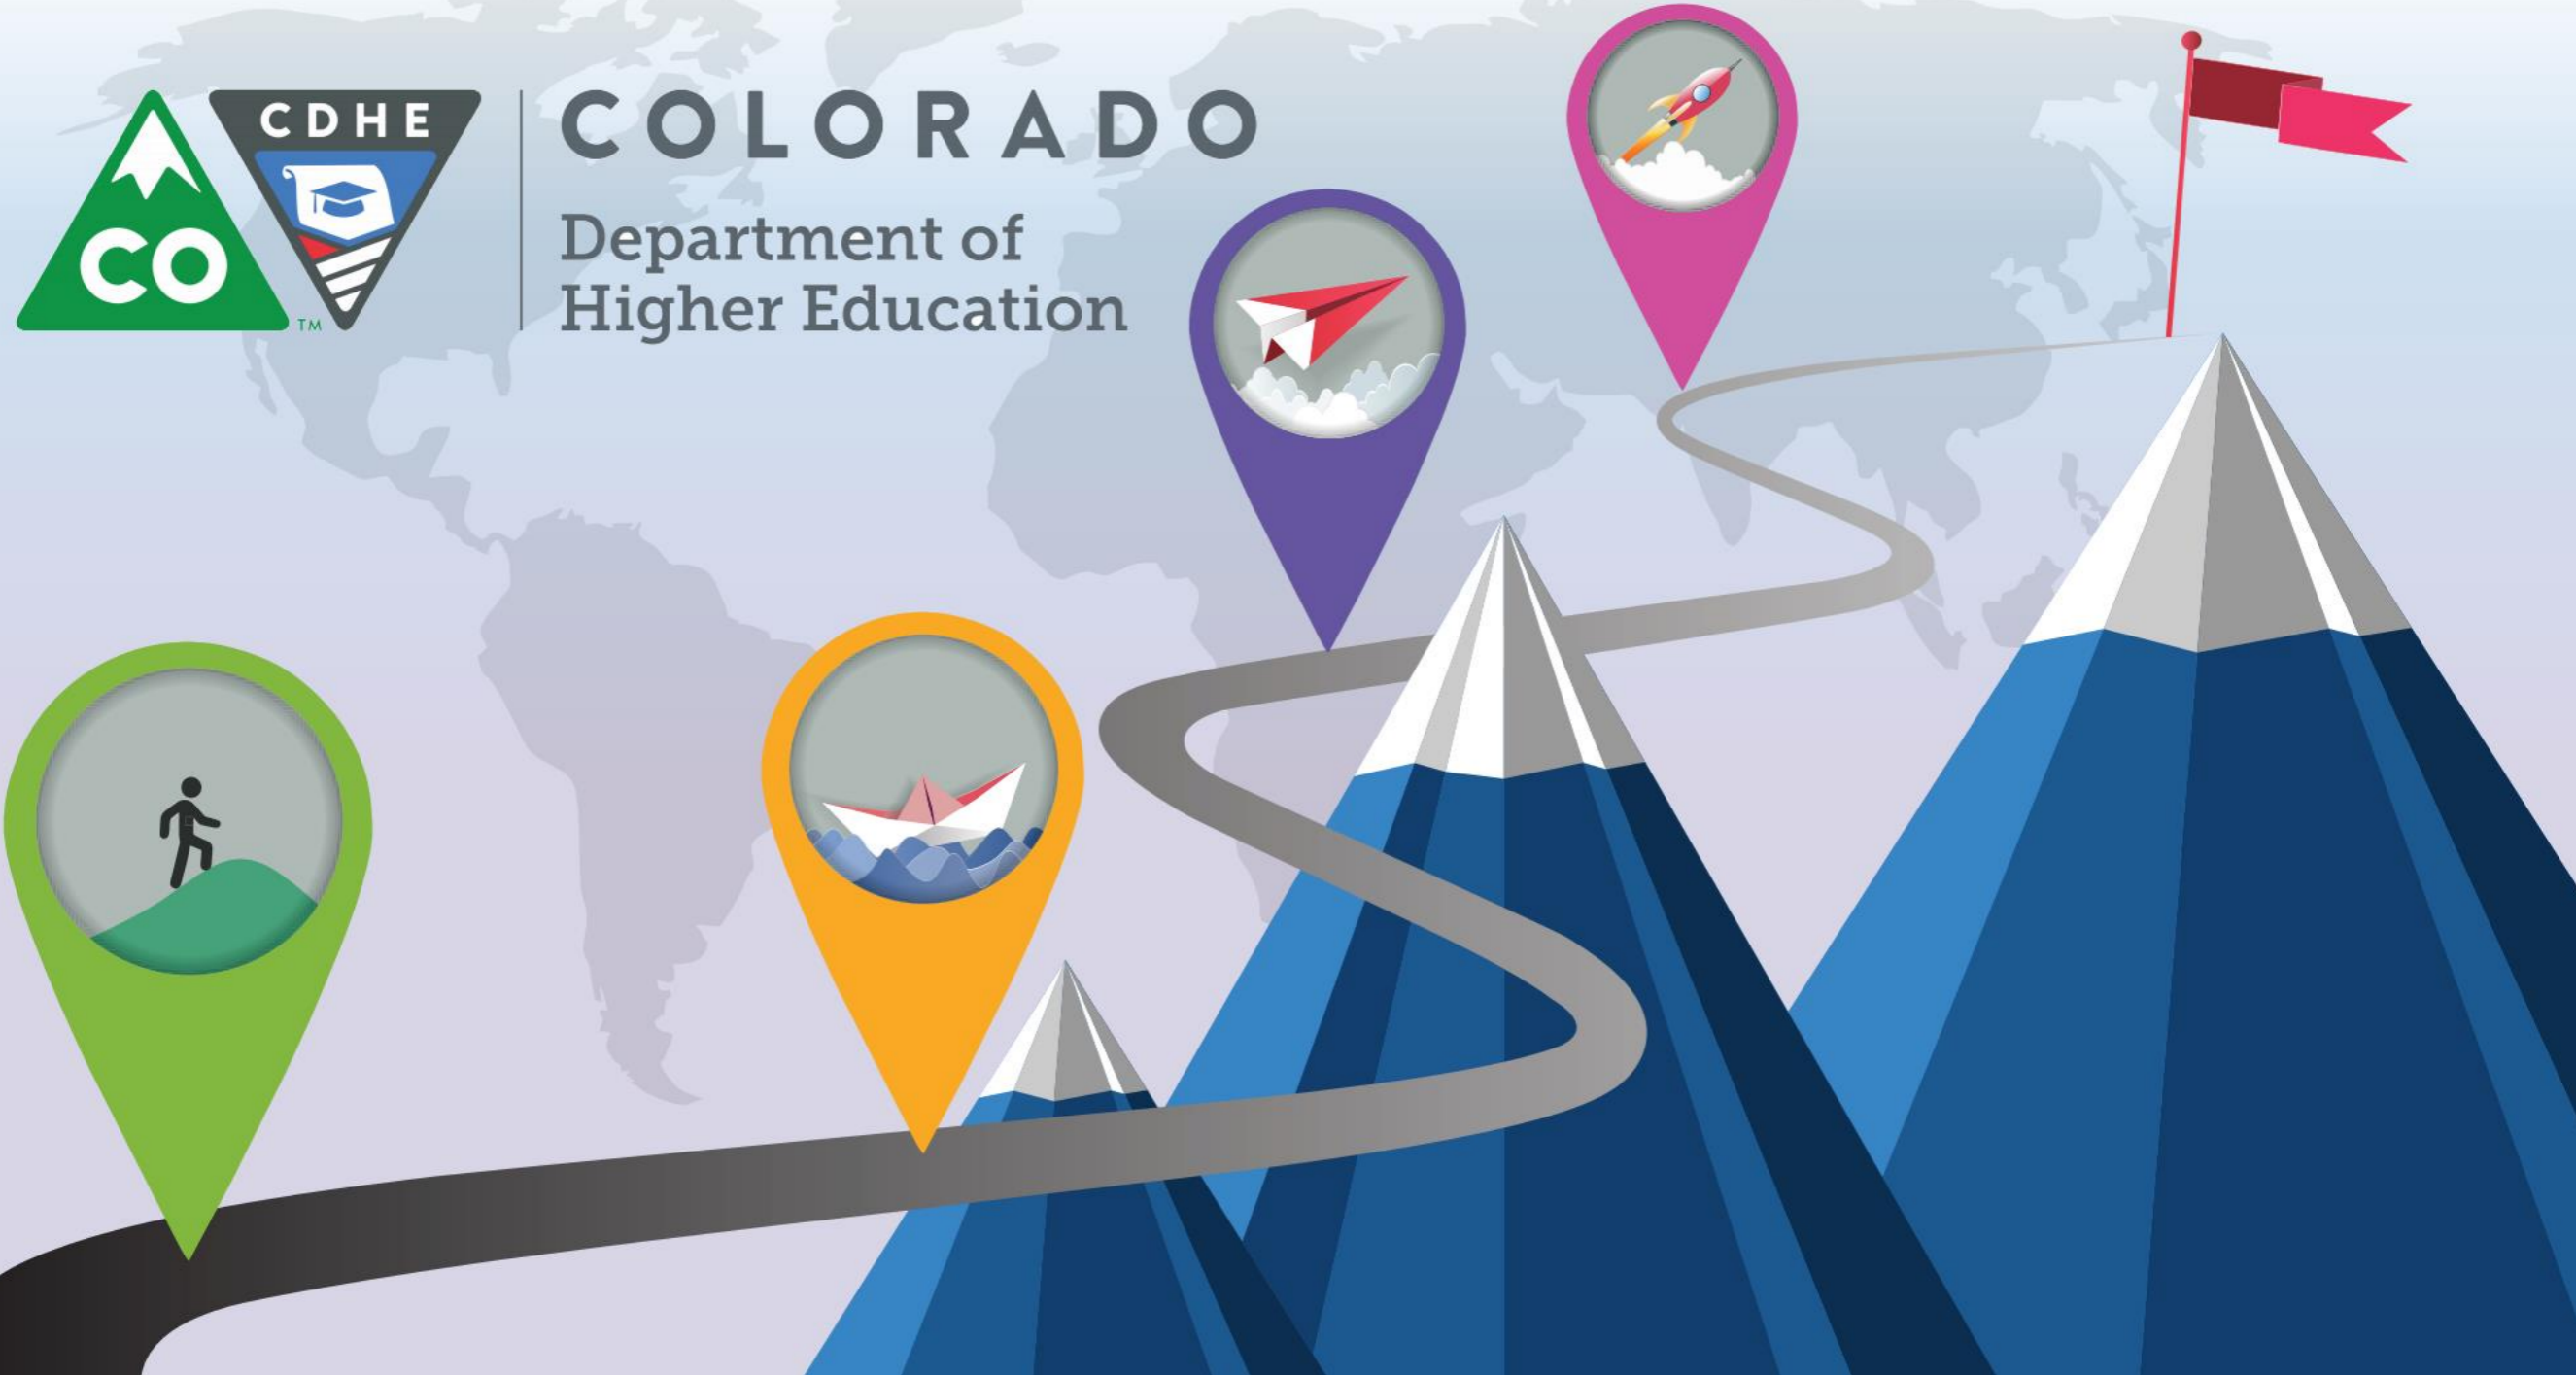 CDHE
CO
TM
COLORADO
Department of
Higher Education